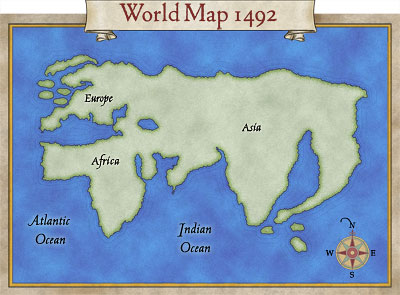 World Map 1492
Europe
Asia
Africa
Atlantic
Ocean
Indian
Ocean
N
W E
S